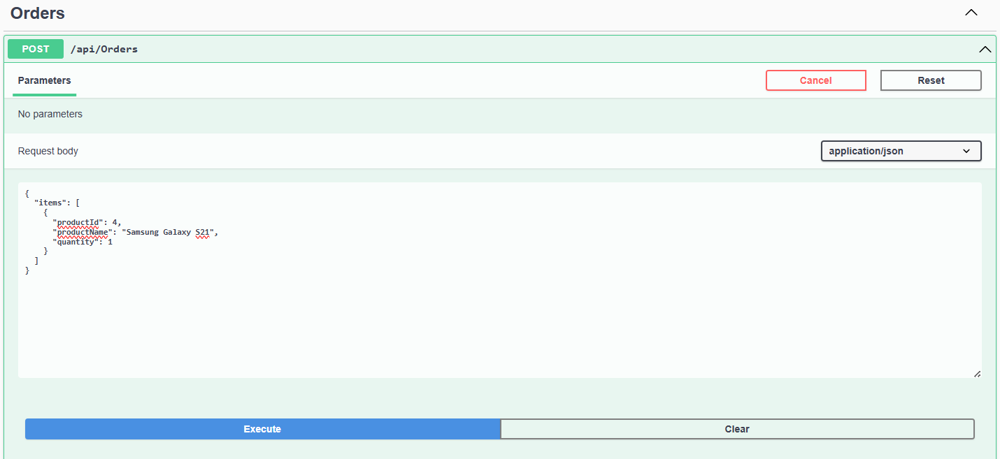 Orders
POST /api/Orders
Parameters Cancel Reset
No parameters
Request body application/json
{
  "items": [
    {
      "productId": 4,
      "productName": "Samsung Galaxy S21",
      "quantity": 1
    }
  ]
}
Execute Clear